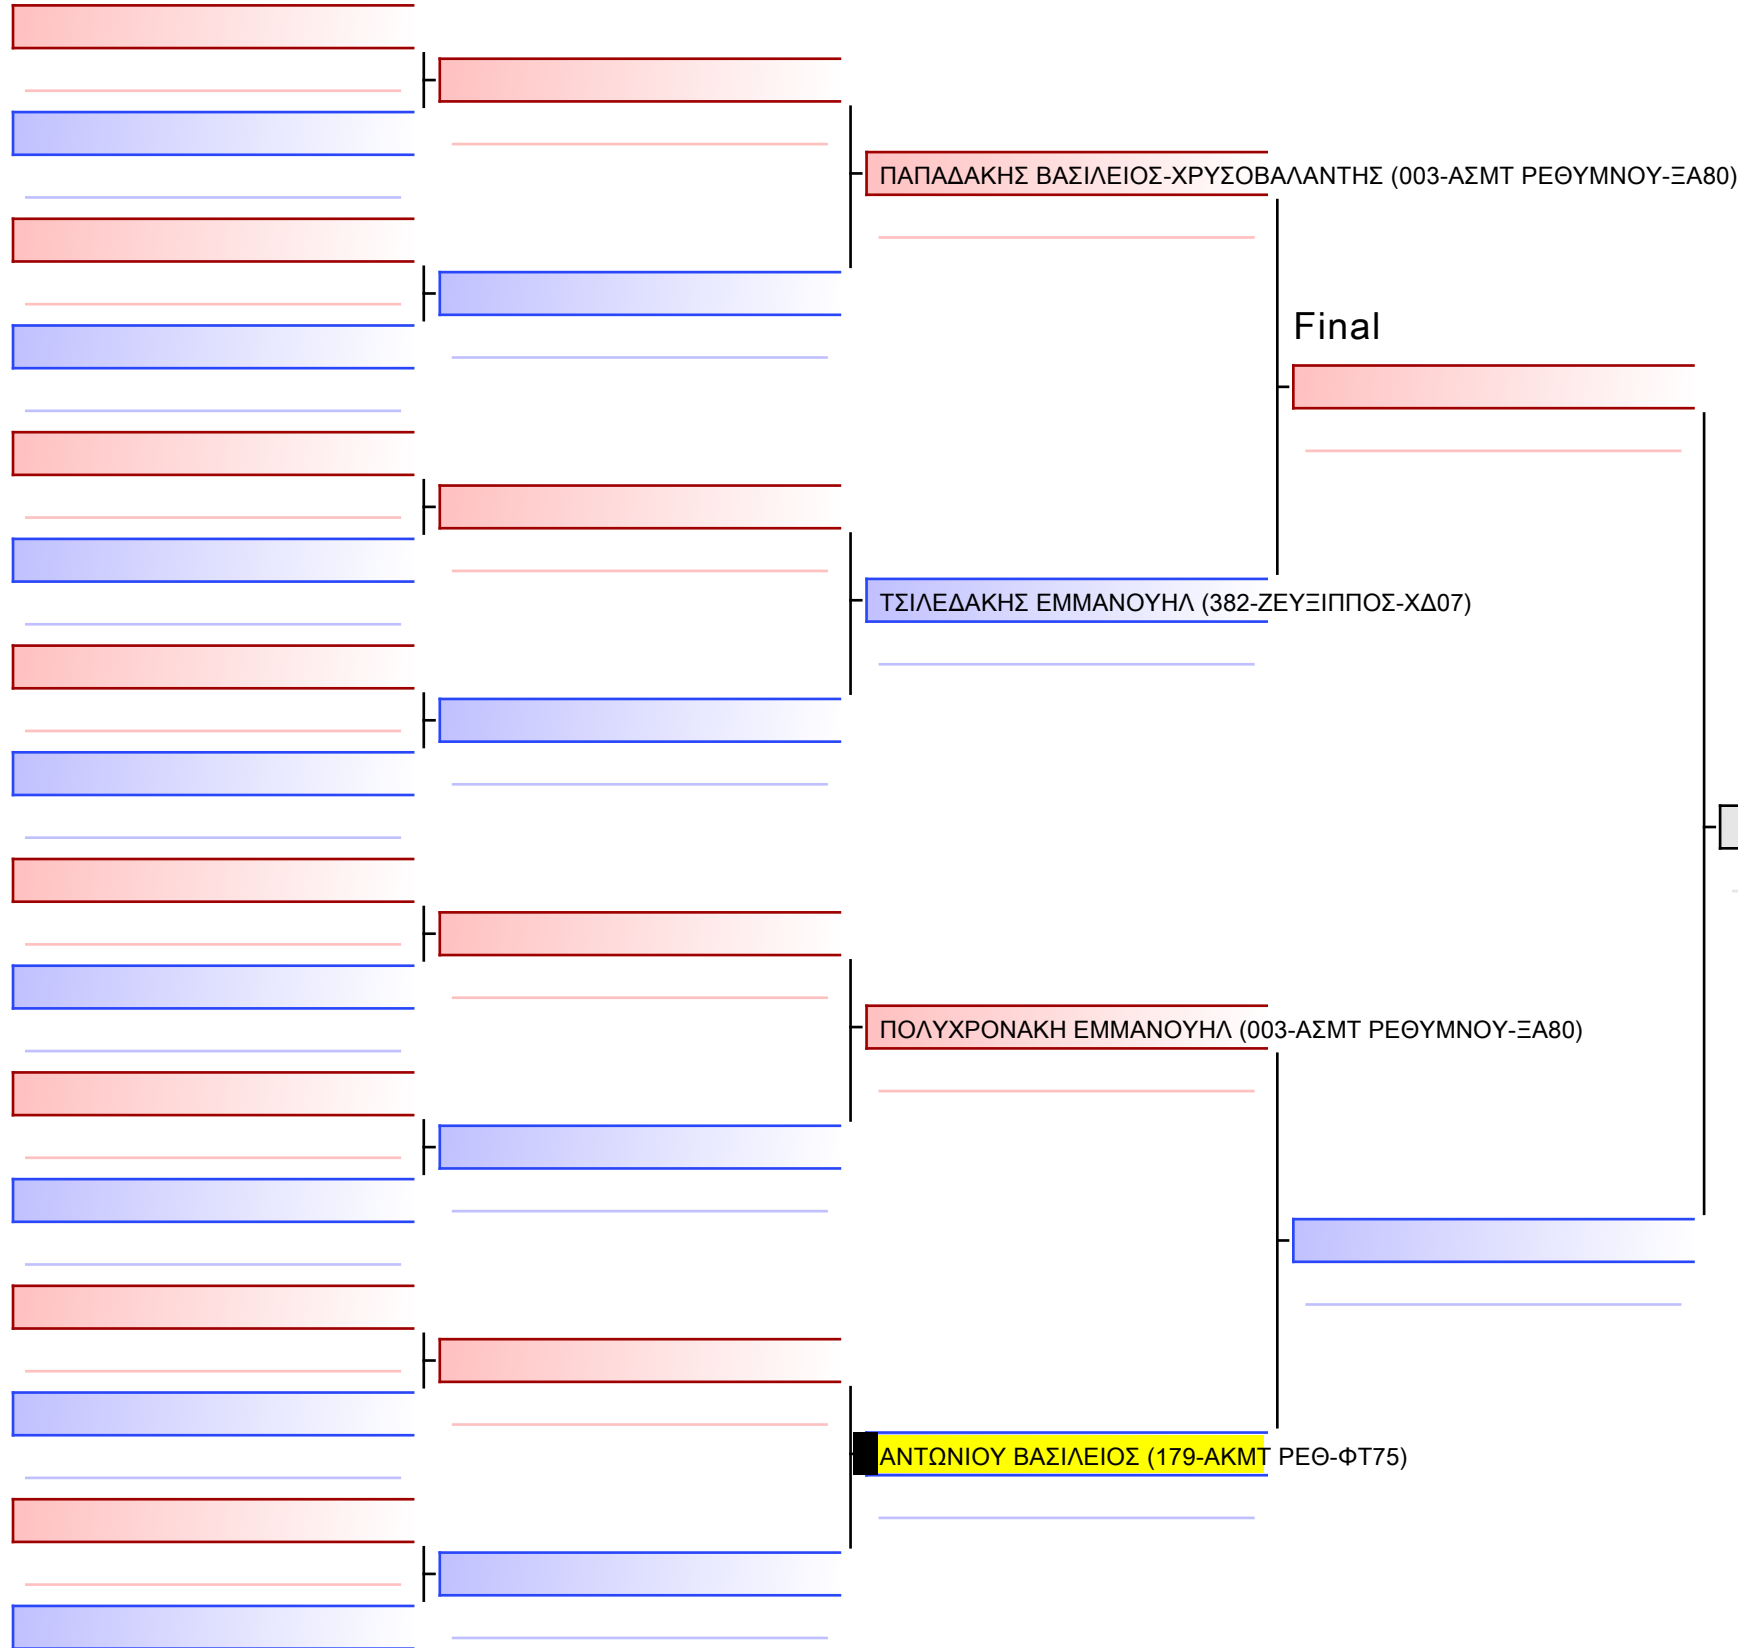 ΠΑΠΑΔΑΚΗΣ ΒΑΣΙΛΕΙΟΣ-ΧΡΥΣΟΒΑΛΑΝΤΗΣ (003-ΑΣΜΤ ΡΕΘΥΜΝΟΥ-ΞΑ80)
Final
ΤΣΙΛΕΔΑΚΗΣ ΕΜΜΑΝΟΥΗΛ (382-ΖΕΥΞΙΠΠΟΣ-ΧΔ07)
ΠΟΛΥΧΡΟΝΑΚΗ ΕΜΜΑΝΟΥΗΛ (003-ΑΣΜΤ ΡΕΘΥΜΝΟΥ-ΞΑ80)
ΑΝΤΩΝΙΟΥ ΒΑΣΙΛΕΙΟΣ (179-ΑΚΜΤ ΡΕΘ-ΦΤ75)